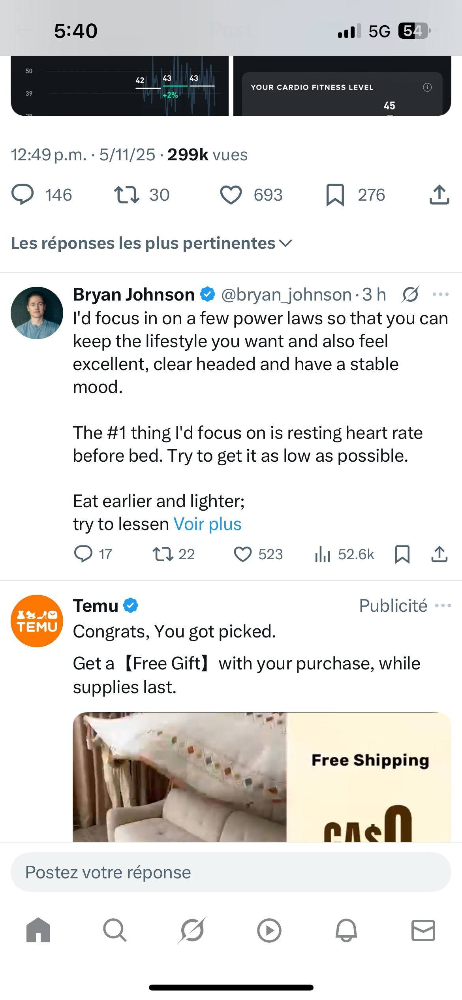 5:40
5G
54
50
39
42
43
43
+2%
YOUR CARDIO FITNESS LEVEL
45
12:49 p.m. · 5/11/25 · 299k vues
146 30 693 276
Les réponses les plus pertinentes
Bryan Johnson @bryan_johnson · 3 h
I'd focus in on a few power laws so that you can
keep the lifestyle you want and also feel
excellent, clear headed and have a stable
mood.
The #1 thing I'd focus on is resting heart rate
before bed. Try to get it as low as possible.
Eat earlier and lighter;
try to lessen Voir plus
17 22 523 52.6k
Temu Publicité
TEMU
Congrats, You got picked.
Get a【Free Gift】with your purchase, while
supplies last.
Free Shipping
CA$0
Postez votre réponse